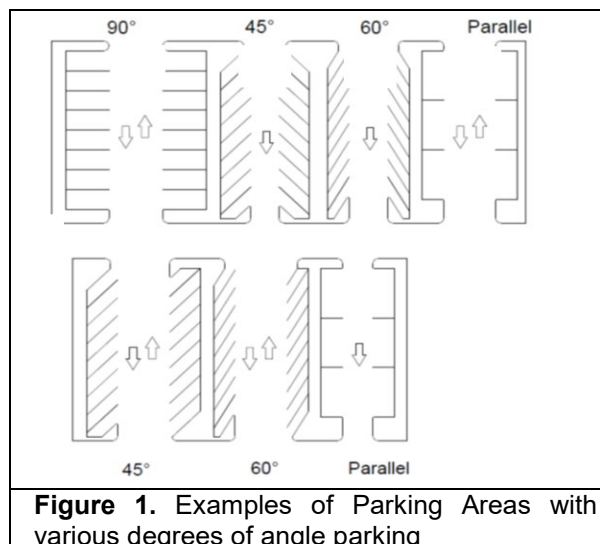 90° 45° 60° Parallel
45° 60° Parallel
Figure 1. Examples of Parking Areas with
various degrees of angle parking